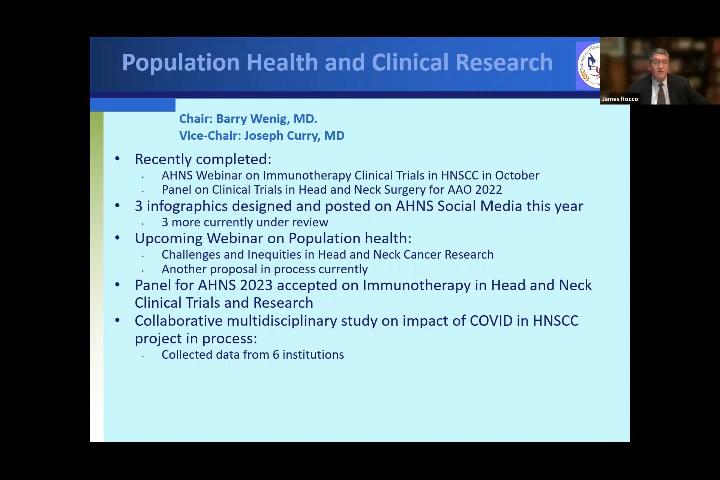 Population Health and Clinical Research
James Rocco
Chair: Barry Wenig, MD.
Vice-Chair: Joseph Curry, MD
• Recently completed:
AHNS Webinar on Immunotherapy Clinical Trials in HNSCC in October
Panel on Clinical Trials in Head and Neck Surgery for AAO 2022
• 3 infographics designed and posted on AHNS Social Media this year
3 more currently under review
• Upcoming Webinar on Population health:
Challenges and Inequities in Head and Neck Cancer Research
Another proposal in process currently
• Panel for AHNS 2023 accepted on Immunotherapy in Head and Neck
Clinical Trials and Research
• Collaborative multidisciplinary study on impact of COVID in HNSCC
project in process:
Collected data from 6 institutions